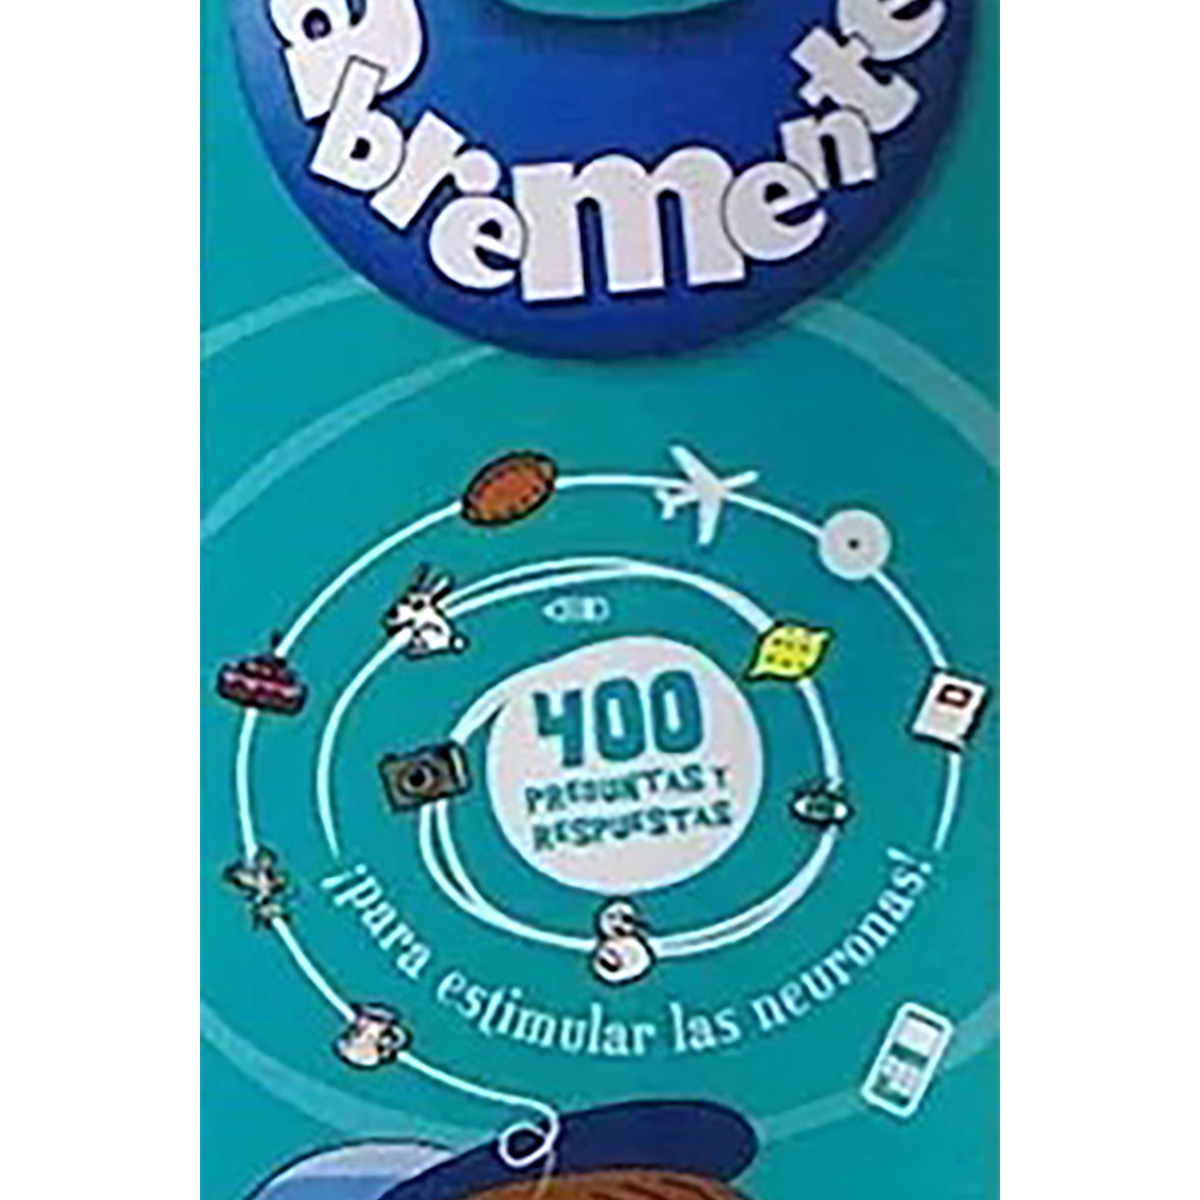 abremente
400
PREGUNTAS Y
RESPUESTAS
¡para estimular las neuronas!